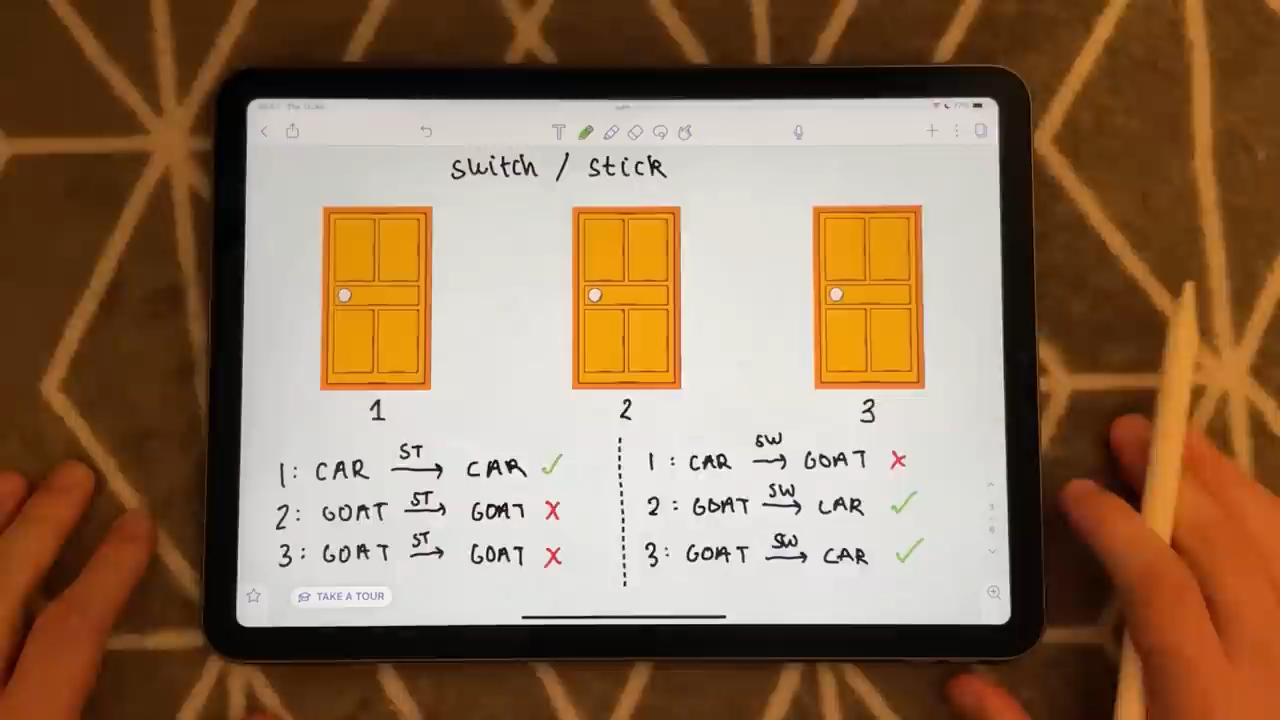 77%
T
switch / stick
1
2
3
1: CAR ST → CAR ✓
2: GOAT ST → GOAT X
3: GOAT ST → GOAT X
1: CAR SW → GOAT X
2: GOAT SW → CAR ✓
3: GOAT SW → CAR ✓
TAKE A TOUR